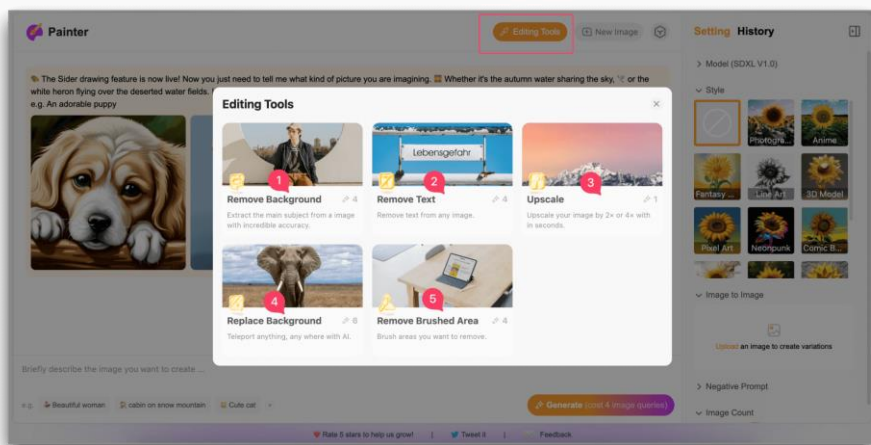 Painter
Editing Tools
New Image
Setting History
Model (SDXL V1.0)
Style
The Sider drawing feature is now live! Now you just need to tell me what kind of picture you are imagining. Whether it's the autumn water sharing the sky, or the
white heron flying over the deserted water fields.
e.g. An adorable puppy
Editing Tools
Lebensgefahr
1
2
3
Remove Background 4
Remove Text 4
Upscale 1
Extract the main subject from a image
with incredible accuracy.
Remove text from any image.
Upscale your image by 2× or 4× with
in seconds.
4
5
Replace Background 6
Remove Brushed Area 4
Teleport anything, any where with AI.
Brush areas you want to remove.
Photogra...
Anime
Fantasy ...
Line Art
3D Model
Pixel Art
Neonpunk
Comic B...
Image to Image
Upload an image to create variations
Negative Prompt
Image Count
Briefly describe the image you want to create ...
e.g.
Beautiful woman
cabin on snow mountain
Cute cat
Generate (cost 4 image queries)
Rate 5 stars to help us grow! | Tweet it | Feedback